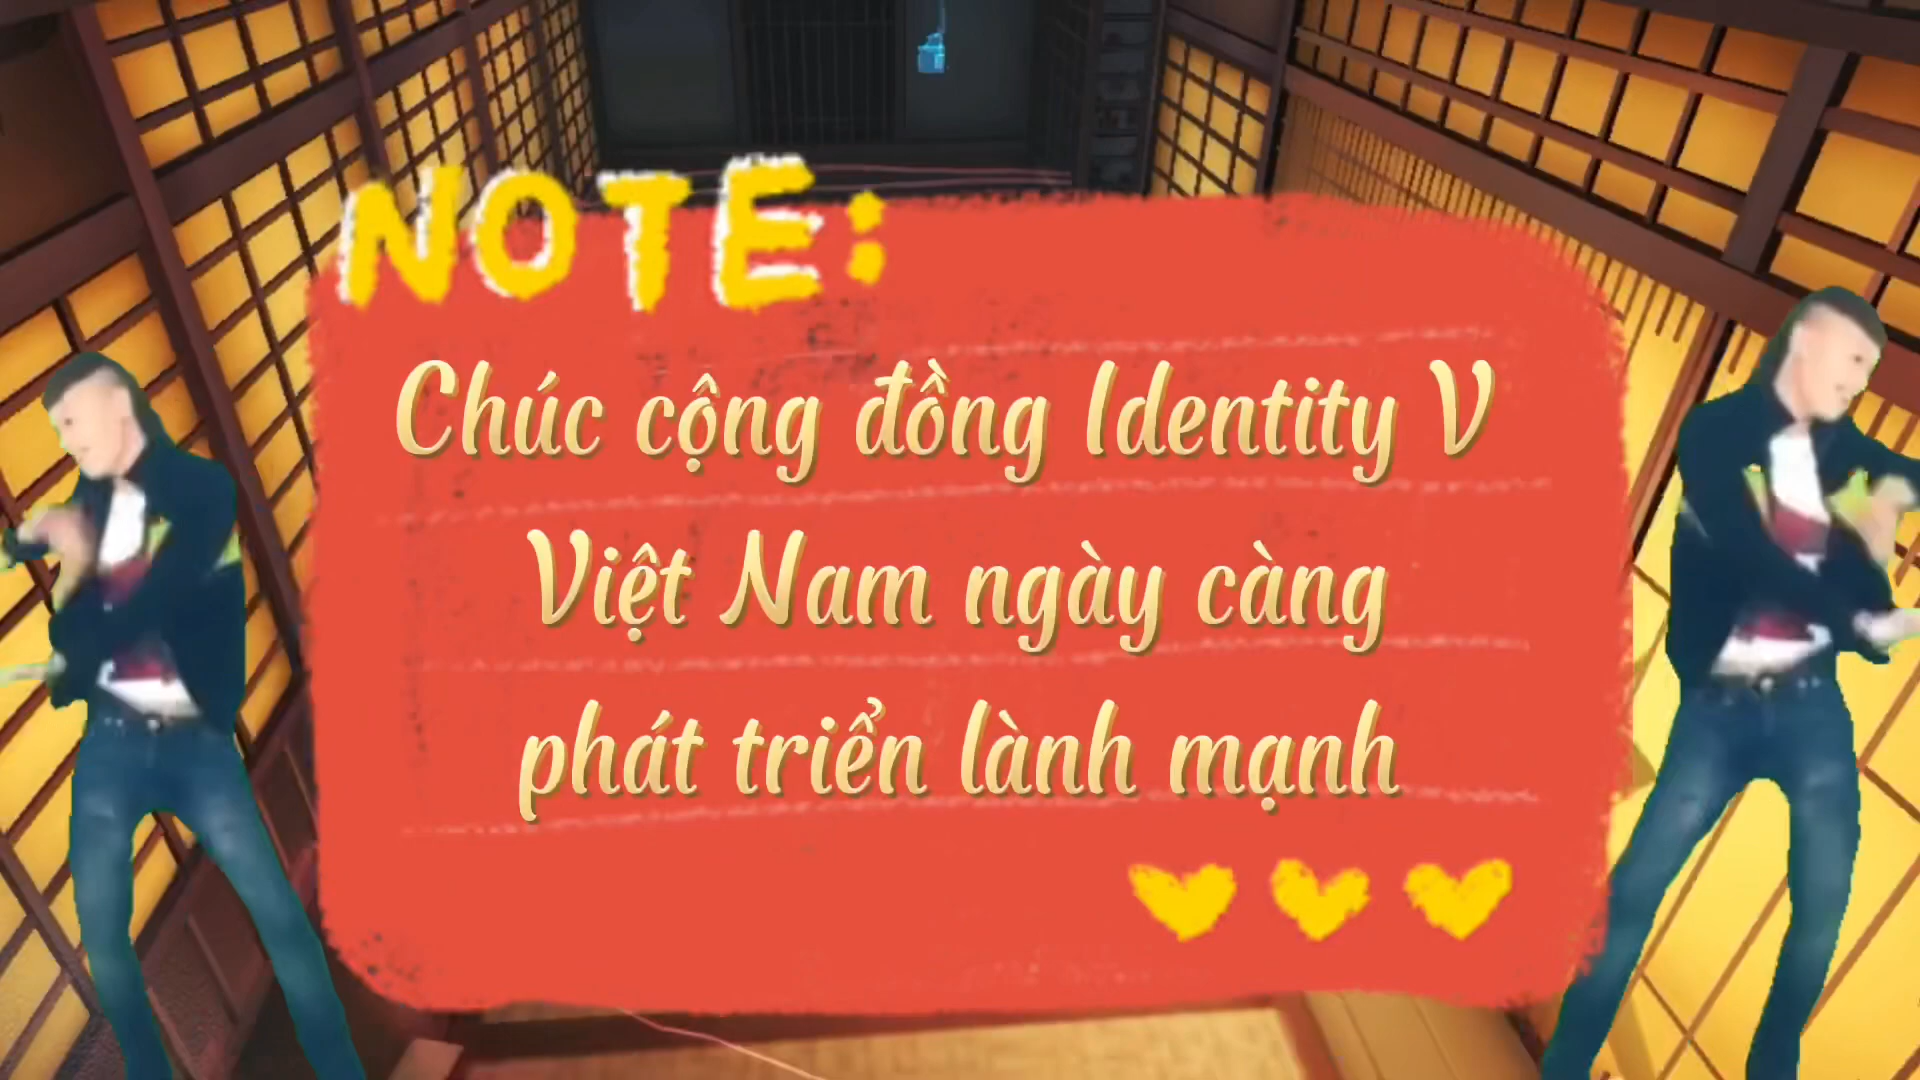 NOTE:
Chúc cộng đồng Identity V
Việt Nam ngày càng
phát triển lành mạnh